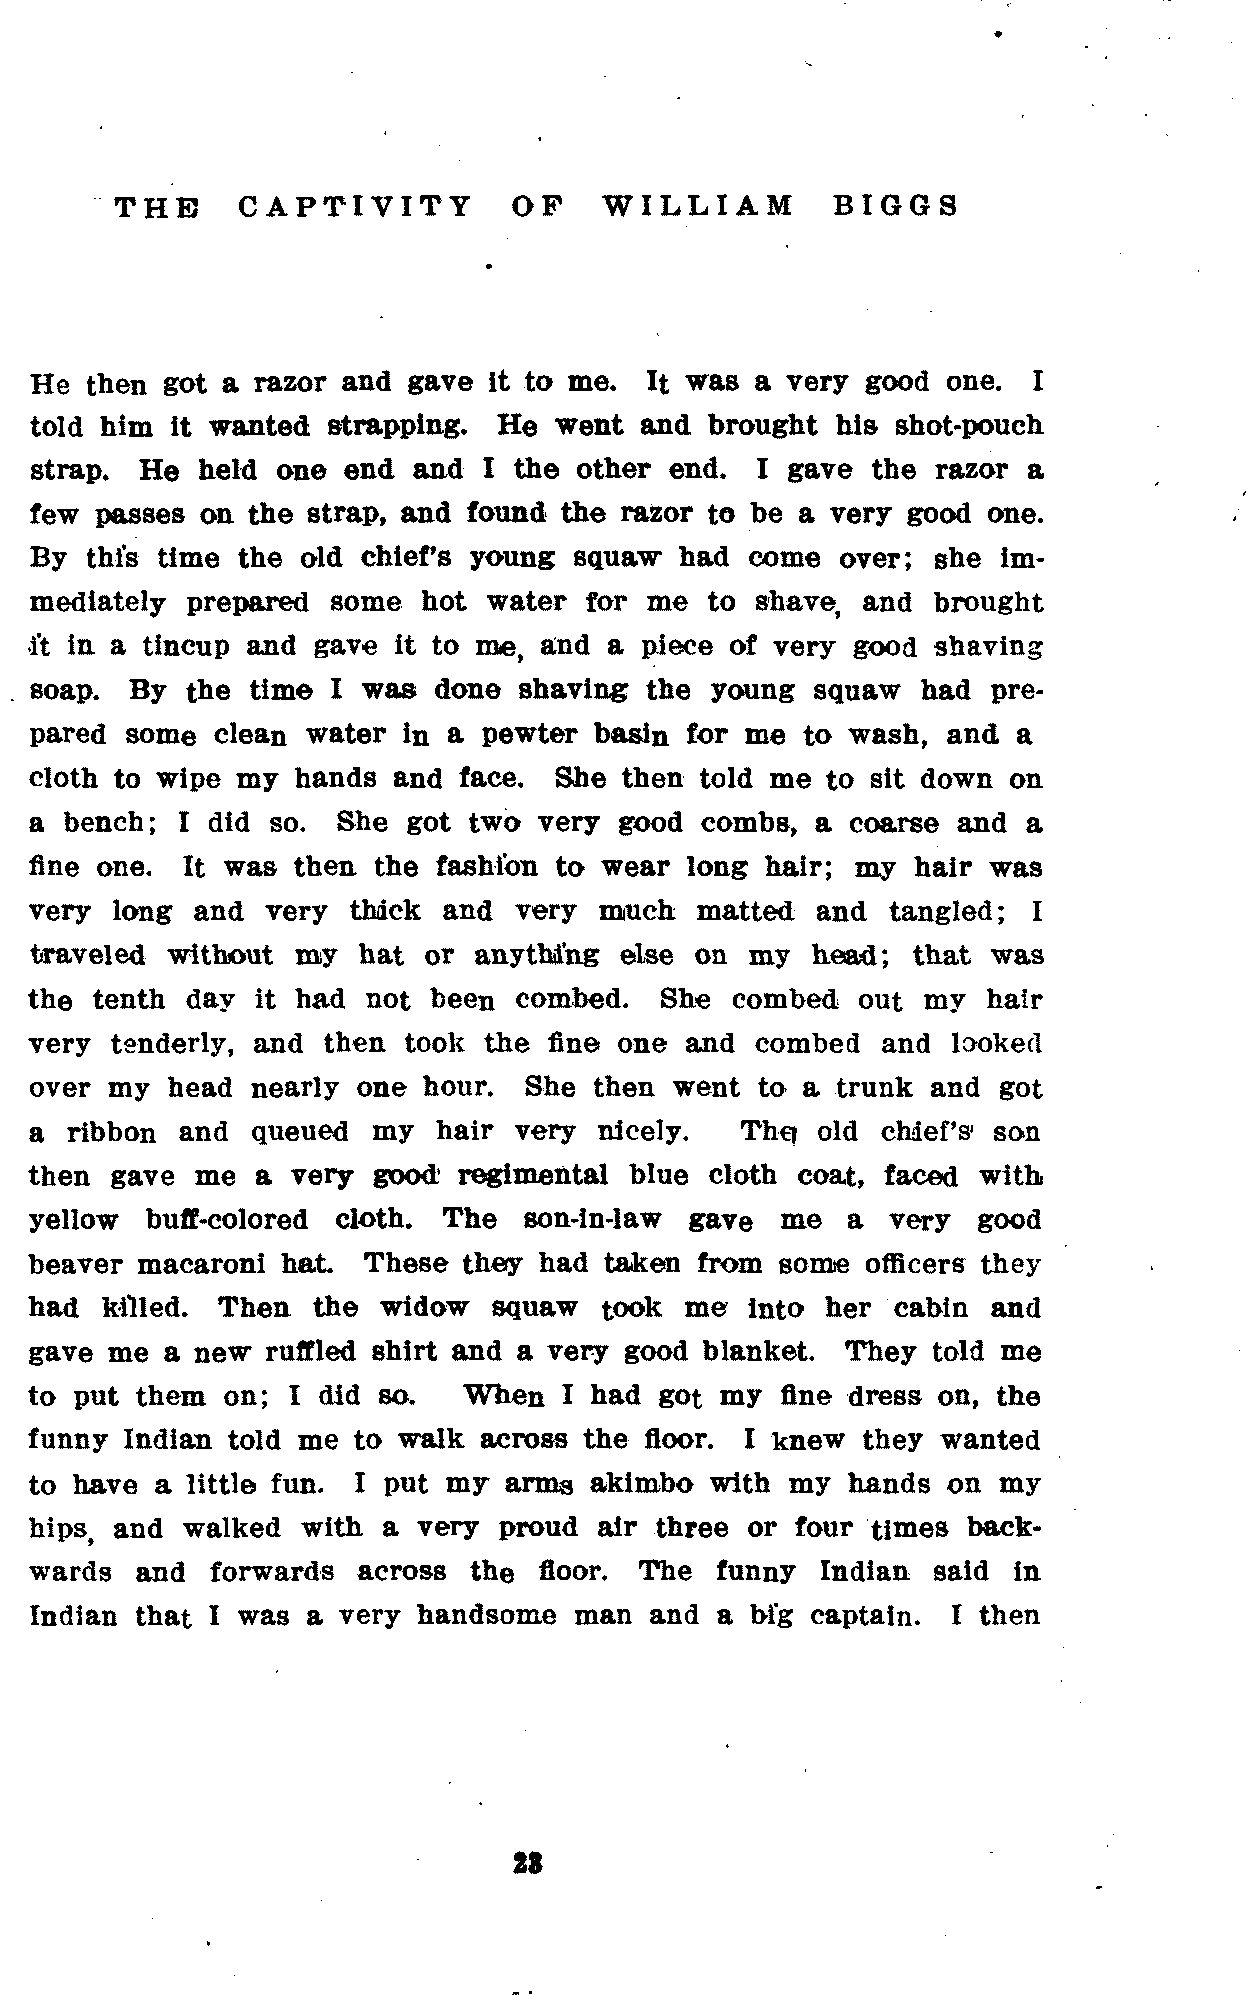 THE CAPTIVITY OF WILLIAM BIGGS
He then got a razor and gave it to me. It was a very good one. I
told him it wanted strapping. He went and brought his shot-pouch
strap. He held one end and I the other end. I gave the razor a
few passes on the strap, and found the razor to be a very good one.
By this time the old chief's young squaw had come over; she im-
mediately prepared some hot water for me to shave, and brought
it in a tincup and gave it to me, and a piece of very good shaving
soap. By the time I was done shaving the young squaw had pre-
pared some clean water in a pewter basin for me to wash, and a
cloth to wipe my hands and face. She then told me to sit down on
a bench; I did so. She got two very good combs, a coarse and a
fine one. It was then the fashion to wear long hair; my hair was
very long and very thick and very much matted and tangled; I
traveled without my hat or anything else on my head; that was
the tenth day it had not been combed. She combed out my hair
very tenderly, and then took the fine one and combed and looked
over my head nearly one hour. She then went to a trunk and got
a ribbon and queued my hair very nicely. The old chief's son
then gave me a very good regimental blue cloth coat, faced with
yellow buff-colored cloth. The son-in-law gave me a very good
beaver macaroni hat. These they had taken from some officers they
had killed. Then the widow squaw took me into her cabin and
gave me a new ruffled shirt and a very good blanket. They told me
to put them on; I did so. When I had got my fine dress on, the
funny Indian told me to walk across the floor. I knew they wanted
to have a little fun. I put my arms akimbo with my hands on my
hips, and walked with a very proud air three or four times back-
wards and forwards across the floor. The funny Indian said in
Indian that I was a very handsome man and a big captain. I then
23